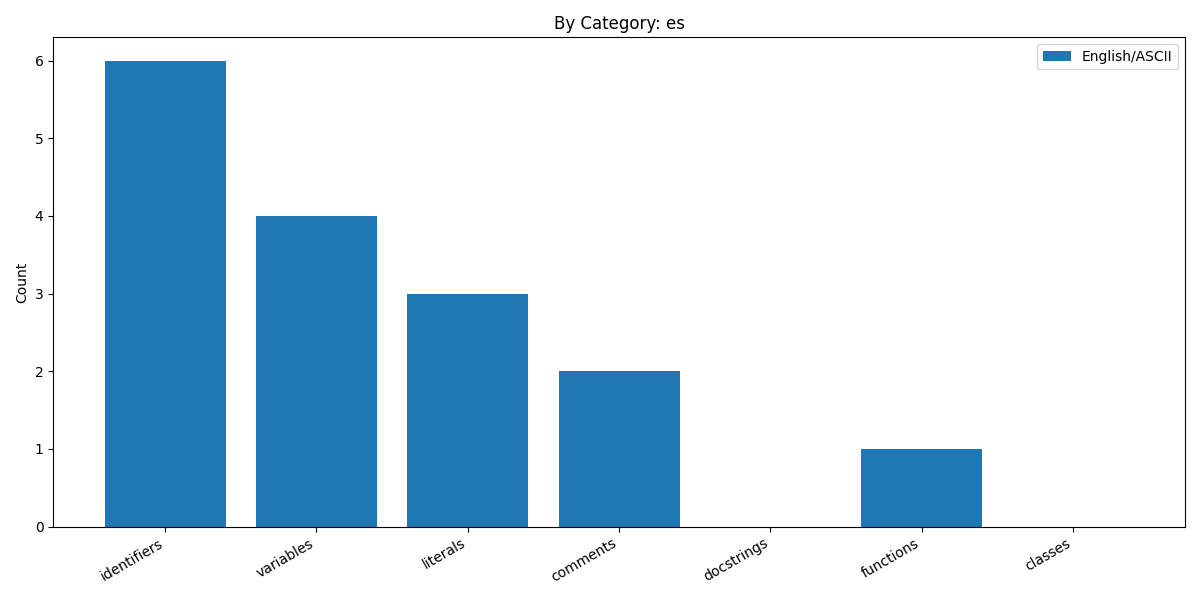 By Category: es
English/ASCII
Count
6
5
4
3
2
1
0
identifiers
variables
literals
comments
docstrings
functions
classes